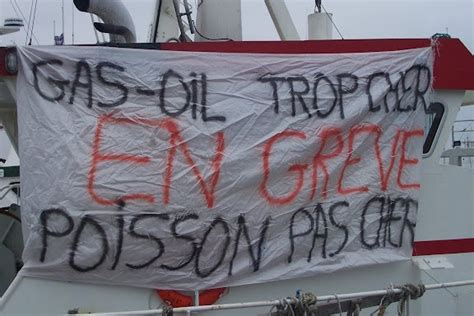 GAS-OIL TROP CHER
EN GREVE
POISSON PAS CHER